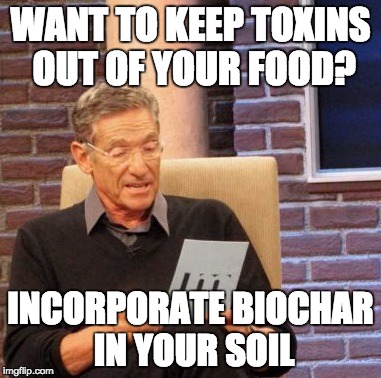 WANT TO KEEP TOXINS
OUT OF YOUR FOOD?
INCORPORATE BIOCHAR
IN YOUR SOIL
imgflip.com